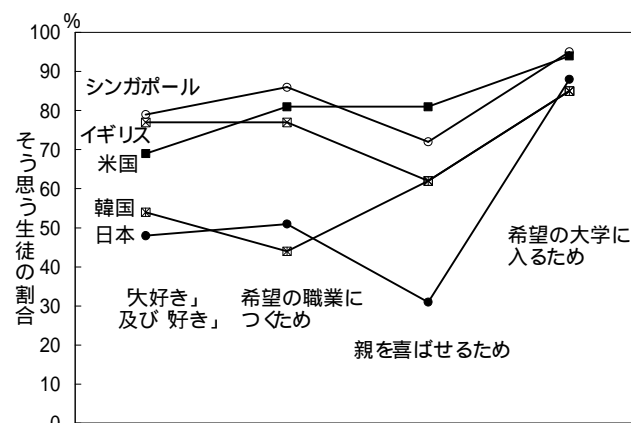 %
100
90
80
70
60
50
40
30
20
10
0
そう思う生徒の割合
シンガポール
イギリス
米国
韓国
日本
「大好き」
及び「好き」
希望の職業に
つくため
親を喜ばせるため
希望の大学に
入るため